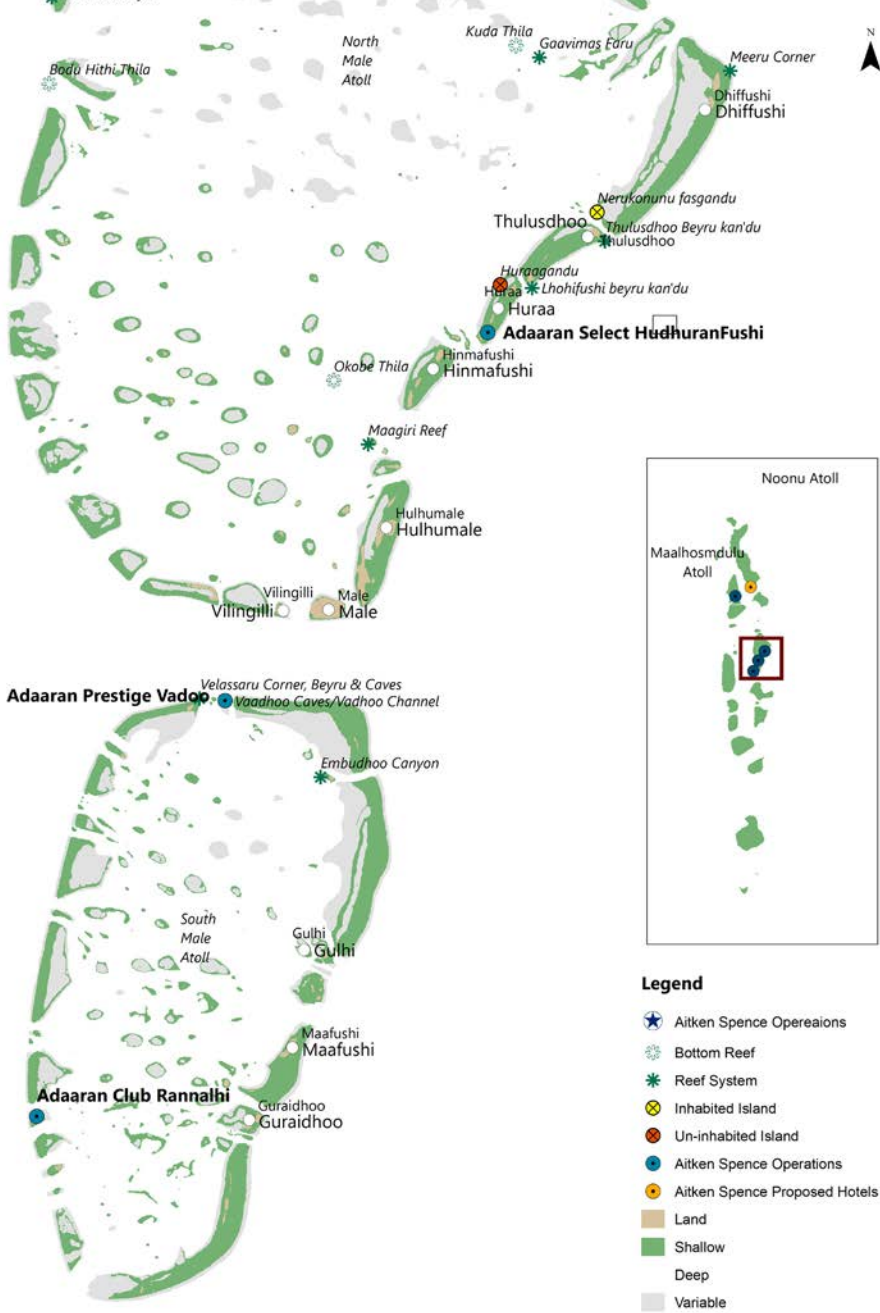 Kuda Thila
Gaavimas Faru
North
Male
Atoll
Meeru Corner
N
Bodu Hithi Thila
Dhiffushi
Dhiffushi
Nerukonunu fasgandu
Thulusdhoo
Thulusdhoo Beyru kan'du
Thulusdhoo
Huraagandu
Lhohifushi beyru kan'du
Huraa
Huraa
Adaaran Select HudhuranFushi
Hinmafushi
Hinmafushi
Okobe Thila
Maagiri Reef
Hulhumale
Hulhumale
Vilingilli
Vilingilli
Male
Male
Noonu Atoll
Maalhosmdulu
Atoll
Adaaran Prestige Vadoo
Velassaru Corner, Beyru & Caves
Vaadhoo Caves/Vadhoo Channel
Embudhoo Canyon
South
Male
Atoll
Gulhi
Gulhi
Maafushi
Maafushi
Adaaran Club Rannalhi
Guraidhoo
Guraidhoo
Legend
Aitken Spence Opereaions
Bottom Reef
Reef System
Inhabited Island
Un-inhabited Island
Aitken Spence Operations
Aitken Spence Proposed Hotels
Land
Shallow
Deep
Variable